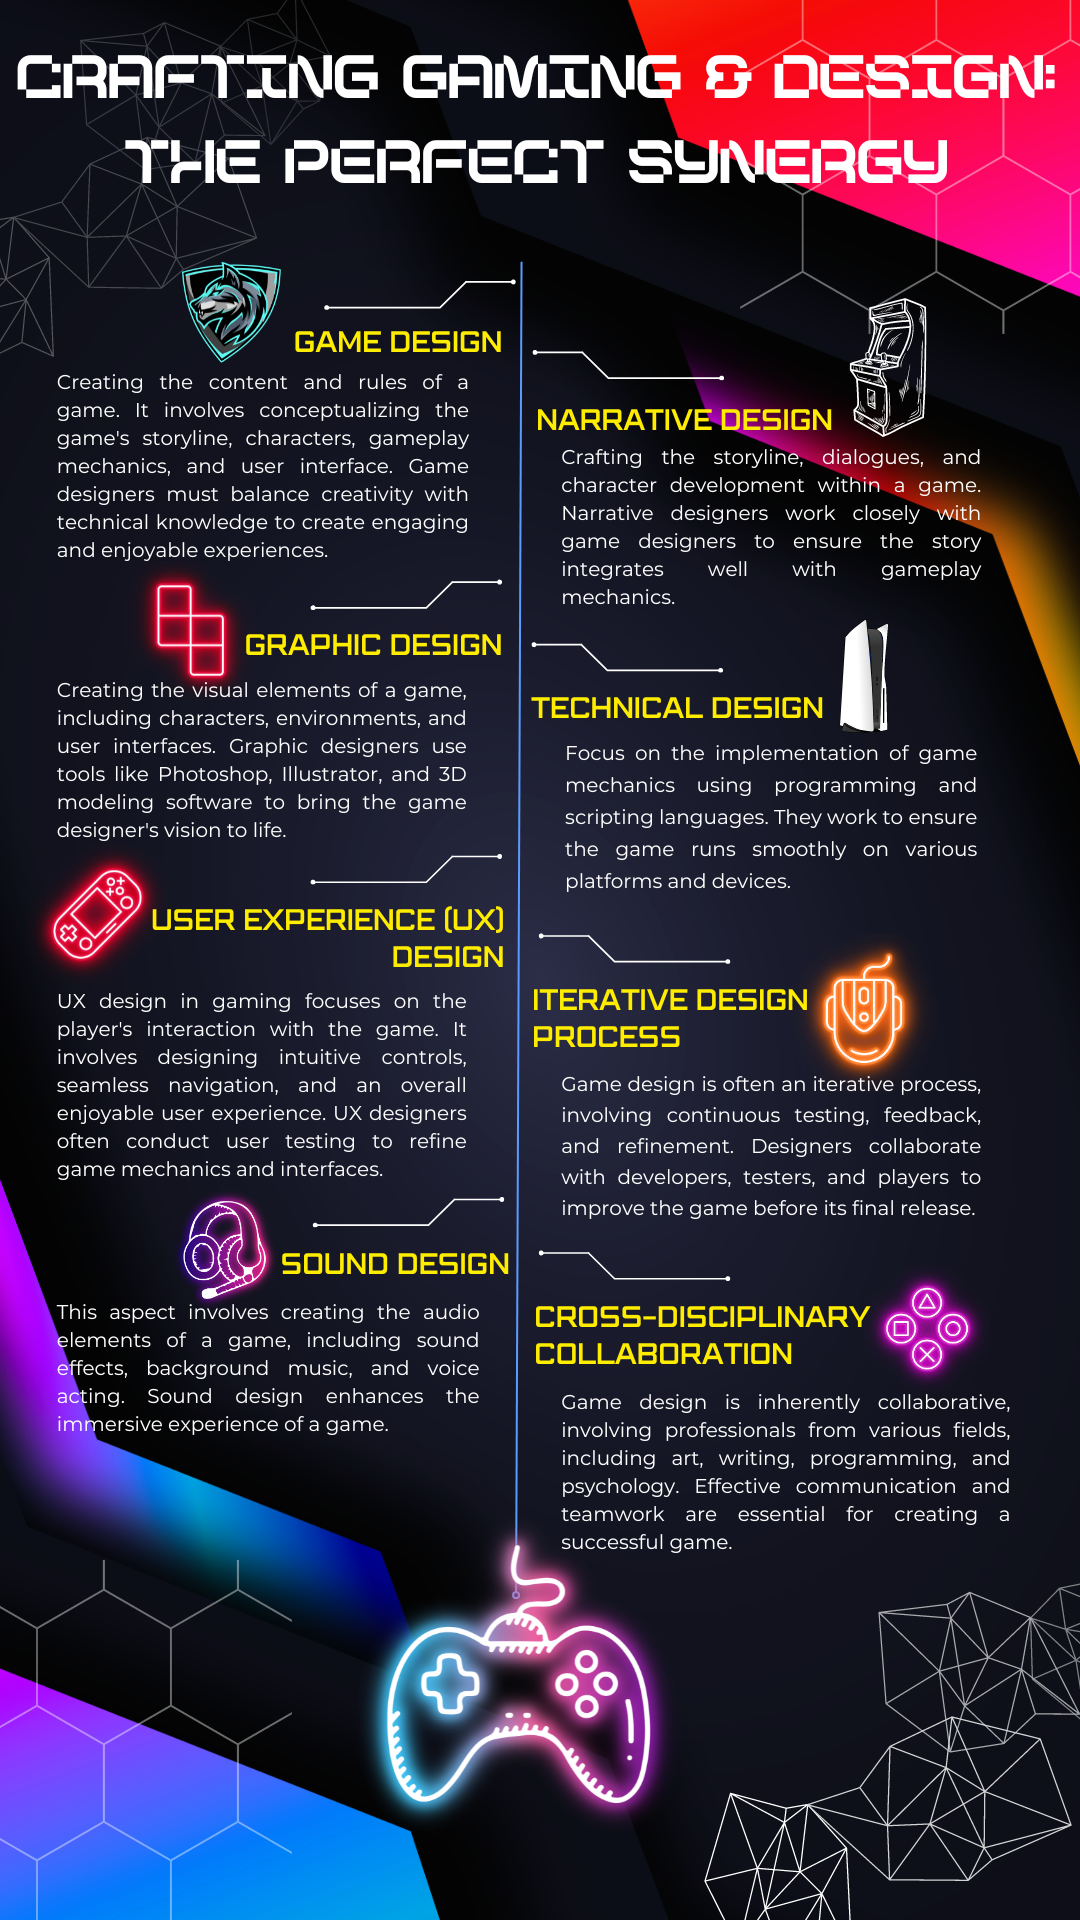 CRAFTING GAMING & DESIGN:
THE PERFECT SYNERGY
GAME DESIGN
Creating the content and rules of a
game. It involves conceptualizing the
game's storyline, characters, gameplay
mechanics, and user interface. Game
designers must balance creativity with
technical knowledge to create engaging
and enjoyable experiences.
NARRATIVE DESIGN
Crafting the storyline, dialogues, and
character development within a game.
Narrative designers work closely with
game designers to ensure the story
integrates well with gameplay
mechanics.
GRAPHIC DESIGN
Creating the visual elements of a game,
including characters, environments, and
user interfaces. Graphic designers use
tools like Photoshop, Illustrator, and 3D
modeling software to bring the game
designer's vision to life.
TECHNICAL DESIGN
Focus on the implementation of game
mechanics using programming and
scripting languages. They work to ensure
the game runs smoothly on various
platforms and devices.
USER EXPERIENCE (UX)
DESIGN
UX design in gaming focuses on the
player's interaction with the game. It
involves designing intuitive controls,
seamless navigation, and an overall
enjoyable user experience. UX designers
often conduct user testing to refine
game mechanics and interfaces.
ITERATIVE DESIGN
PROCESS
Game design is often an iterative process,
involving continuous testing, feedback,
and refinement. Designers collaborate
with developers, testers, and players to
improve the game before its final release.
SOUND DESIGN
This aspect involves creating the audio
elements of a game, including sound
effects, background music, and voice
acting. Sound design enhances the
immersive experience of a game.
CROSS-DISCIPLINARY
COLLABORATION
Game design is inherently collaborative,
involving professionals from various fields,
including art, writing, programming, and
psychology. Effective communication and
teamwork are essential for creating a
successful game.